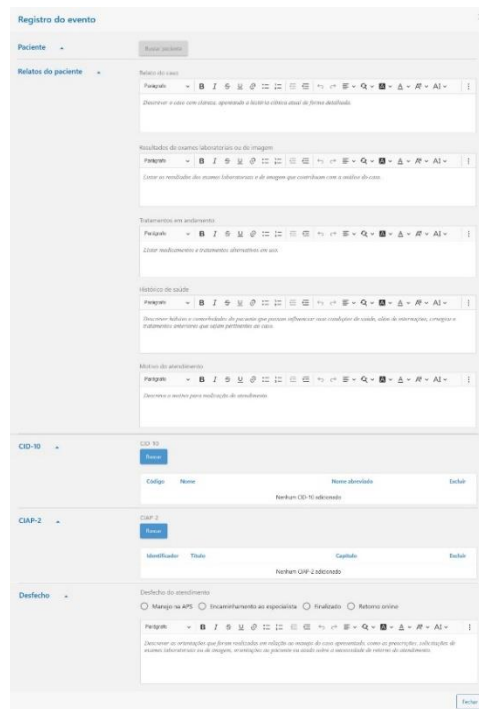 Registro do evento
Paciente
Buscar paciente
Relatos do paciente
Relato do caso
Parágrafo
Descrever o caso com clareza, apontando a história clínica atual de forma detalhada.
Resultados de exames laboratoriais ou de imagem
Parágrafo
Listar os resultados dos exames laboratoriais e de imagem que contribuam com a análise do caso.
Tratamentos em andamento
Parágrafo
Listar medicamentos e tratamentos alternativos em uso.
Histórico de saúde
Parágrafo
Descrever hábitos e comorbidades do paciente que possam influenciar suas condições de saúde, além de internações, cirurgias e
tratamentos anteriores que sejam pertinentes ao caso.
Motivo do atendimento
Parágrafo
Descreva o motivo para realização do atendimento.
CID-10
CID-10
Buscar
Código Nome Nome abreviado Excluir
Nenhum CID-10 adicionado
CIAP-2
CIAP-2
Buscar
Identificador Título Capítulo Excluir
Nenhum CIAP-2 adicionado
Desfecho
Desfecho do atendimento
Manejo na APS Encaminhamento ao especialista Finalizado Retorno online
Parágrafo
Descrever as orientações que foram realizadas em relação ao manejo do caso apresentado, como as prescrições, solicitações de
exames laboratoriais ou de imagem, orientações ao paciente ou ainda sobre a necessidade de retorno do atendimento.
Fechar